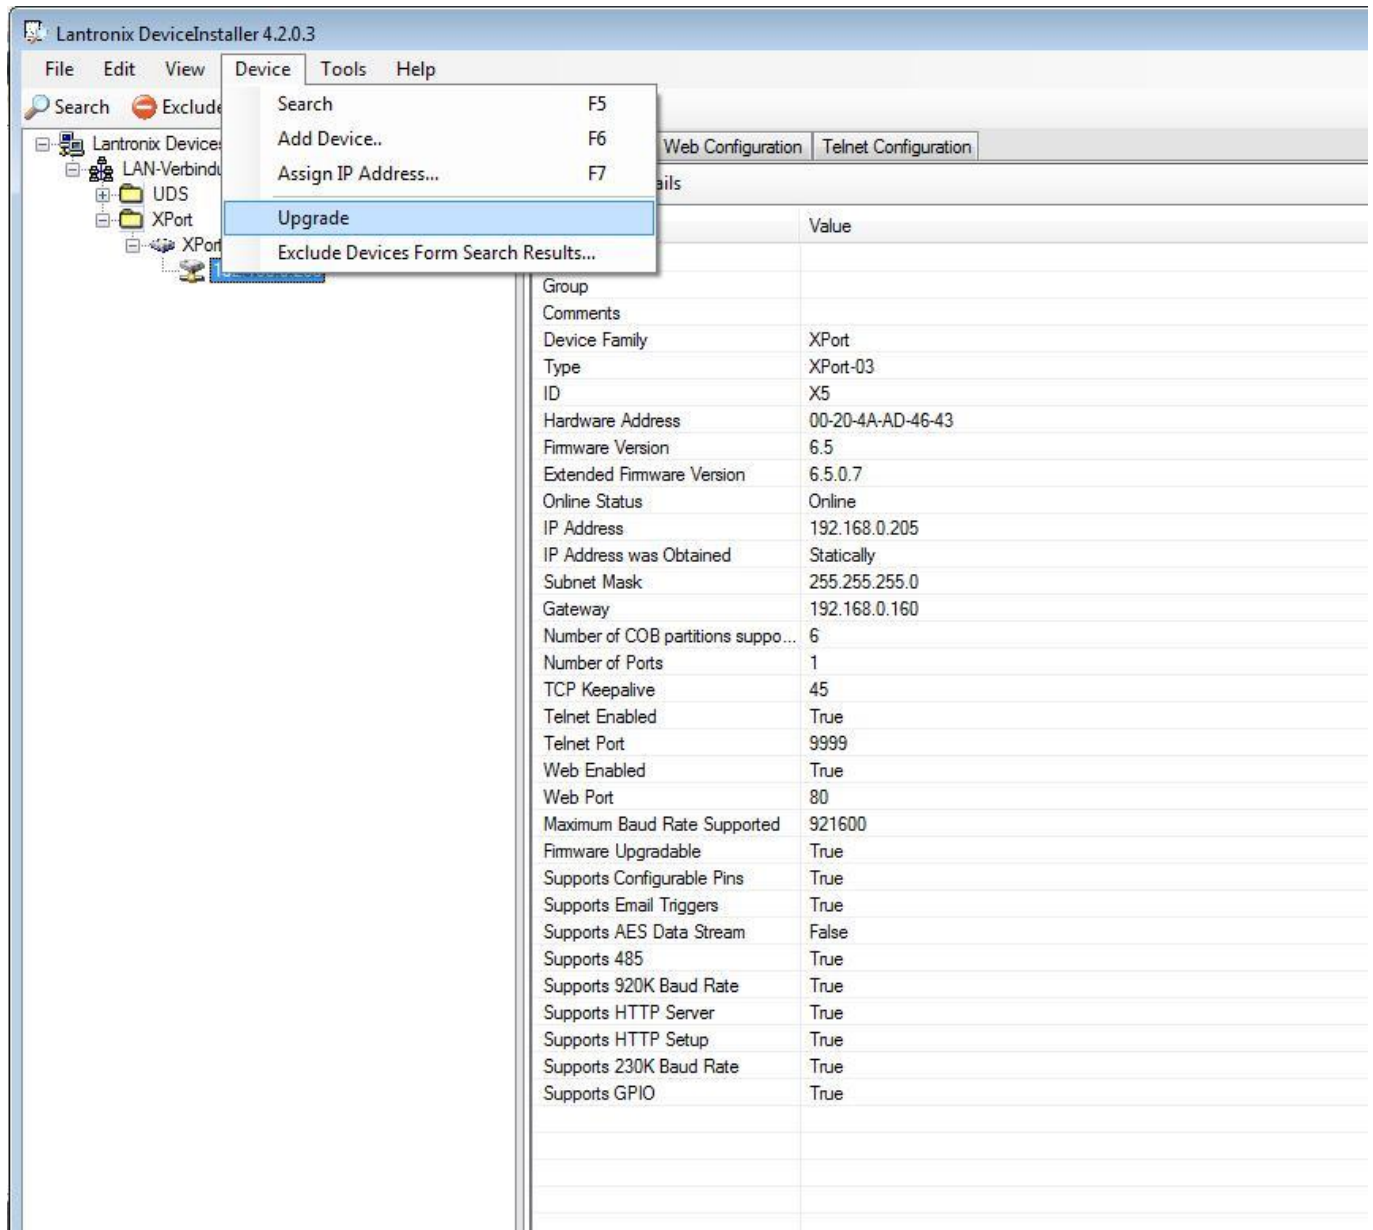 Lantronix DeviceInstaller 4.2.0.3
File Edit View Device Tools Help
Search Exclude
Search F5
Add Device.. F6
Assign IP Address... F7
Upgrade
Exclude Devices Form Search Results...
Lantronix Devices
LAN-Verbindu
UDS
XPort
XPort
Web Configuration Telnet Configuration
ails
Value
Group
Comments
Device Family XPort
Type XPort-03
ID X5
Hardware Address 00-20-4A-AD-46-43
Firmware Version 6.5
Extended Firmware Version 6.5.0.7
Online Status Online
IP Address 192.168.0.205
IP Address was Obtained Statically
Subnet Mask 255.255.255.0
Gateway 192.168.0.160
Number of COB partitions suppo... 6
Number of Ports 1
TCP Keepalive 45
Telnet Enabled True
Telnet Port 9999
Web Enabled True
Web Port 80
Maximum Baud Rate Supported 921600
Firmware Upgradable True
Supports Configurable Pins True
Supports Email Triggers True
Supports AES Data Stream False
Supports 485 True
Supports 920K Baud Rate True
Supports HTTP Server True
Supports HTTP Setup True
Supports 230K Baud Rate True
Supports GPIO True